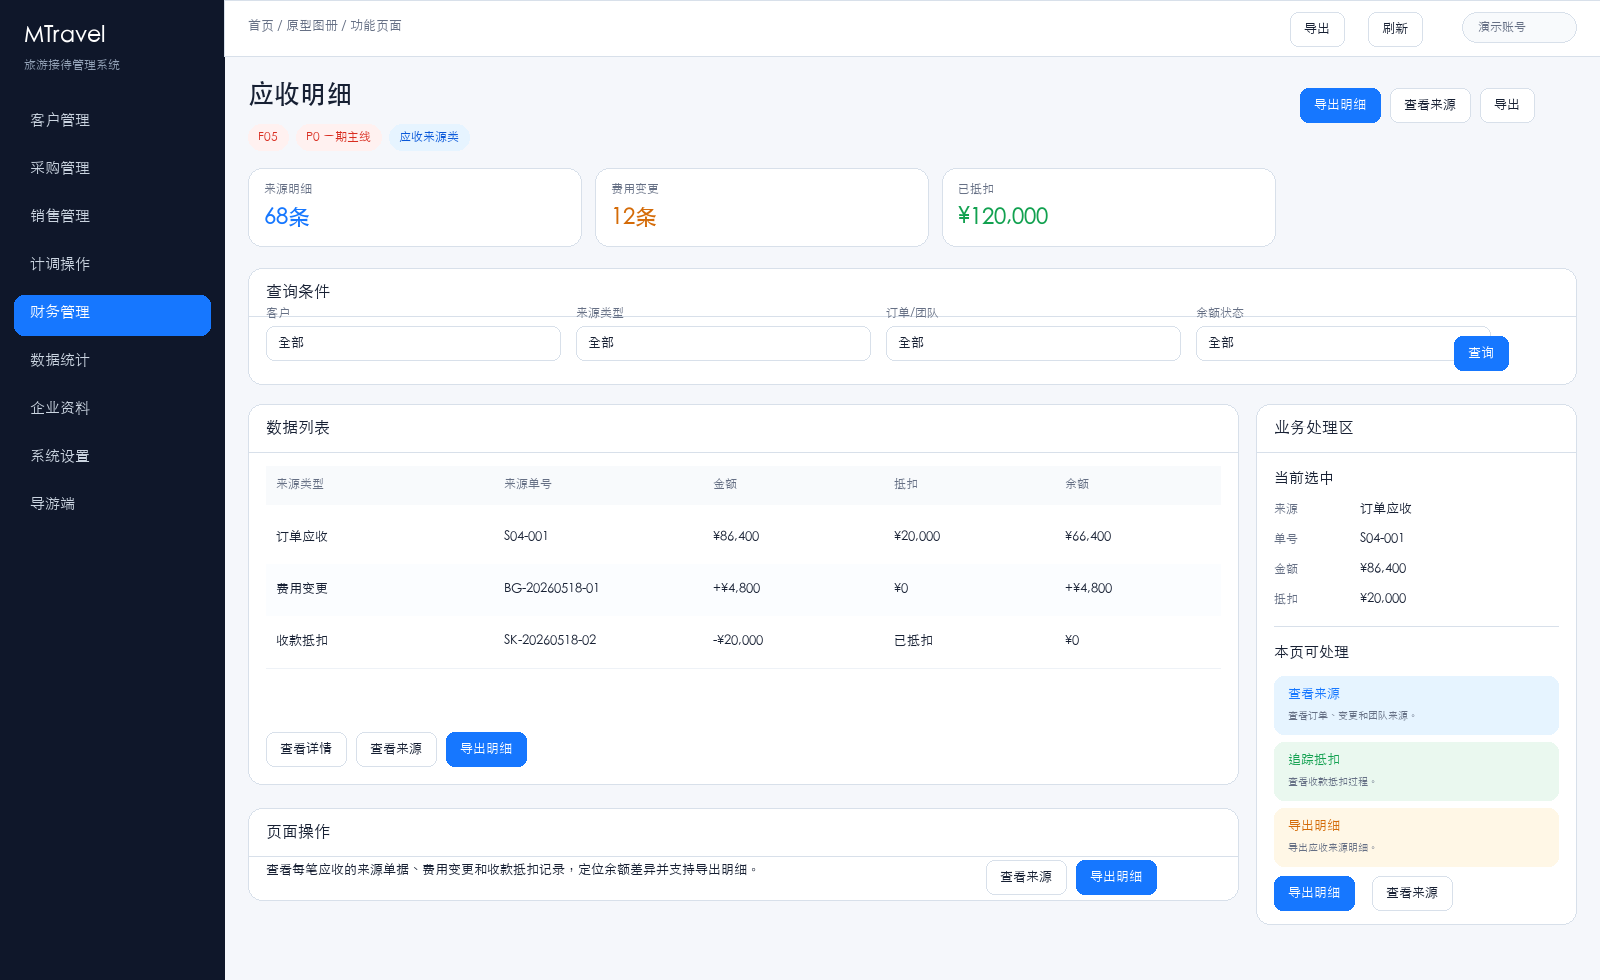 MTravel
旅游接待管理系统
客户管理
采购管理
销售管理
计调操作
财务管理
数据统计
企业资料
系统设置
导游端
首页 / 原型图册 / 功能页面
导出
刷新
演示账号
应收明细
导出明细
查看来源
导出
F05
P0 一期主线
应收来源类
来源明细
68条
费用变更
12条
已抵扣
¥120,000
查询条件
客户
来源类型
订单/团队
余额状态
全部
全部
全部
全部
查询
数据列表
来源类型 来源单号 金额 抵扣 余额
订单应收 S04-001 ¥86,400 ¥20,000 ¥66,400
费用变更 BG-20260518-01 +¥4,800 ¥0 +¥4,800
收款抵扣 SK-20260518-02 -¥20,000 已抵扣 ¥0
查看详情
查看来源
导出明细
页面操作
查看每笔应收的来源单据、费用变更和收款抵扣记录，定位余额差异并支持导出明细。
查看来源
导出明细
业务处理区
当前选中
来源 订单应收
单号 S04-001
金额 ¥86,400
抵扣 ¥20,000
本页可处理
查看来源
查看订单、变更和团队来源。
追踪抵扣
查看收款抵扣过程。
导出明细
导出应收来源明细。
导出明细
查看来源